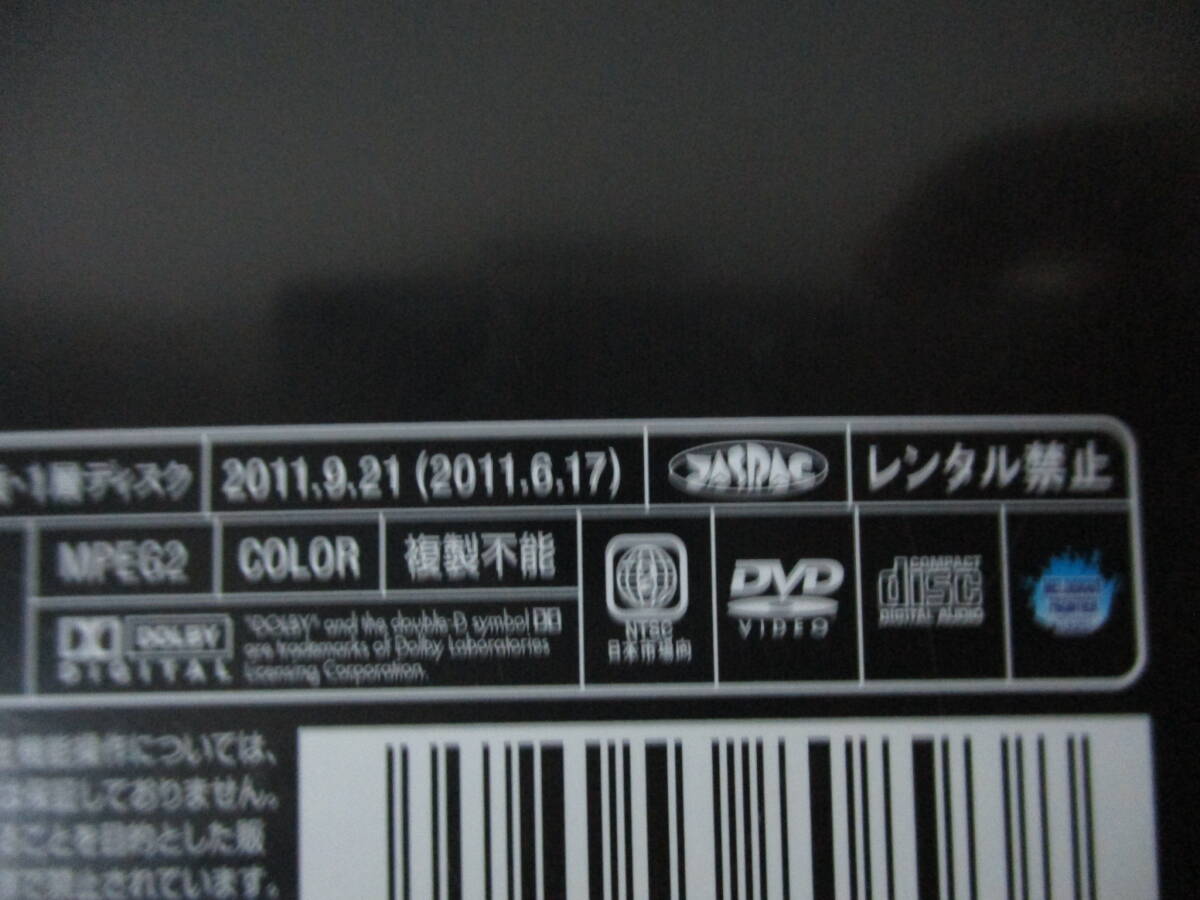 1層ディスク
2011.9.21 (2011.6.17)
JASRAC
レンタル禁止
MPEG2
COLOR
複製不能
NTSC
日本市場向
DVD
VIDEO
COMPACT
disc
DIGITAL AUDIO
DOLBY
DIGITAL
"DOLBY" and the double D symbol
are trademarks of Dolby Laboratories
Licensing Corporation.
機能操作については、
は保証しておりません。
ることを目的とした販
で禁止されています。